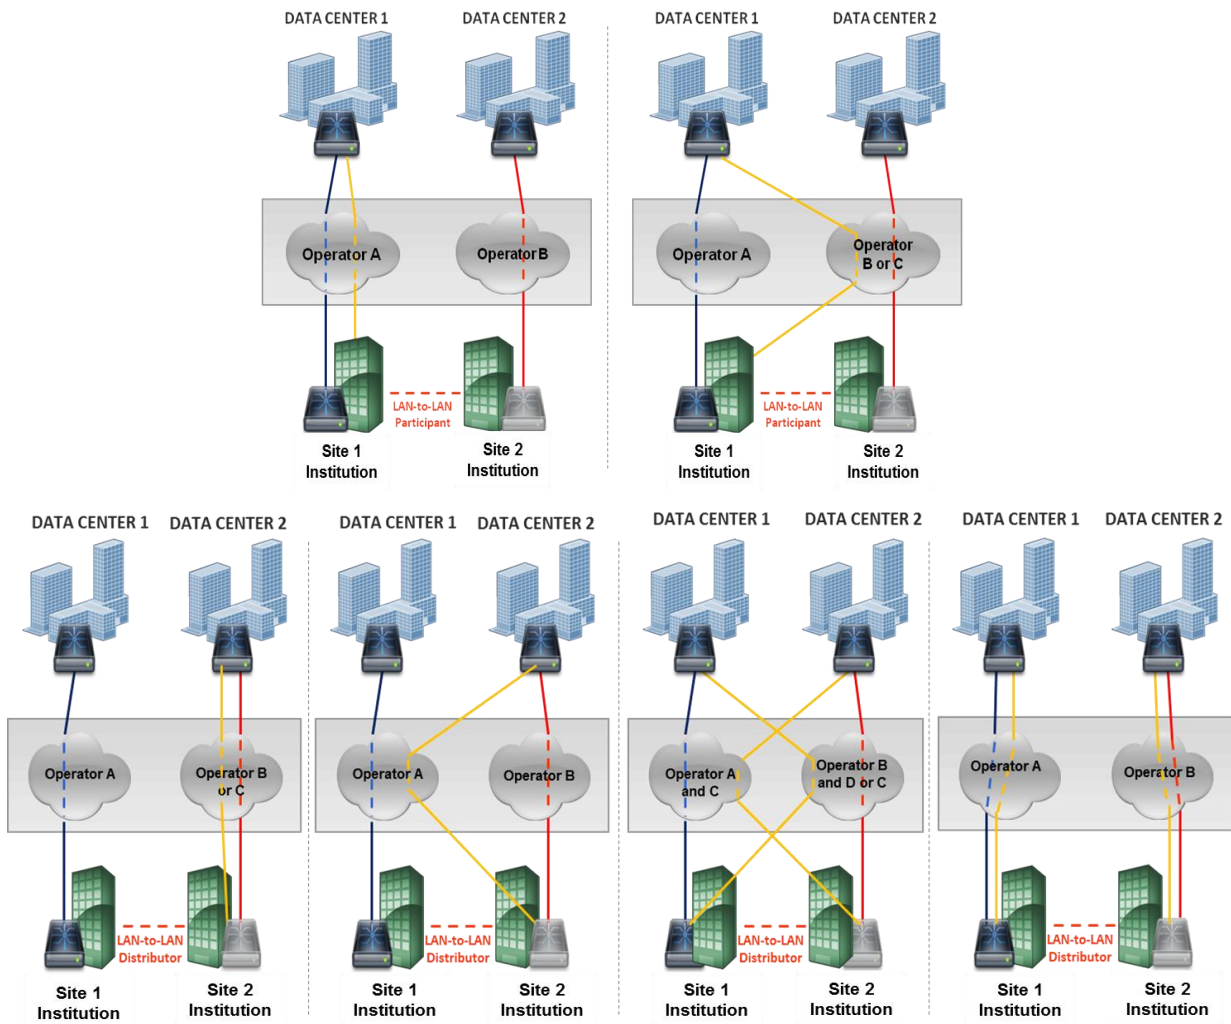 DATA CENTER 1
DATA CENTER 2
Operator A
Operator B
LAN-to-LAN
Participant
Site 1
Institution
Site 2
Institution
DATA CENTER 1
DATA CENTER 2
Operator A
Operator
B or C
LAN-to-LAN
Participant
Site 1
Institution
Site 2
Institution
DATA CENTER 1
DATA CENTER 2
Operator A
Operator B
or C
LAN-to-LAN
Distributor
Site 1
Institution
Site 2
Institution
DATA CENTER 1
DATA CENTER 2
Operator A
Operator B
LAN-to-LAN
Distributor
Site 1
Institution
Site 2
Institution
DATA CENTER 1
DATA CENTER 2
Operator A
and C
Operator B
and D or C
LAN-to-LAN
Distributor
Site 1
Institution
Site 2
Institution
DATA CENTER 1
DATA CENTER 2
Operator A
Operator B
LAN-to-LAN
Distributor
Site 1
Institution
Site 2
Institution